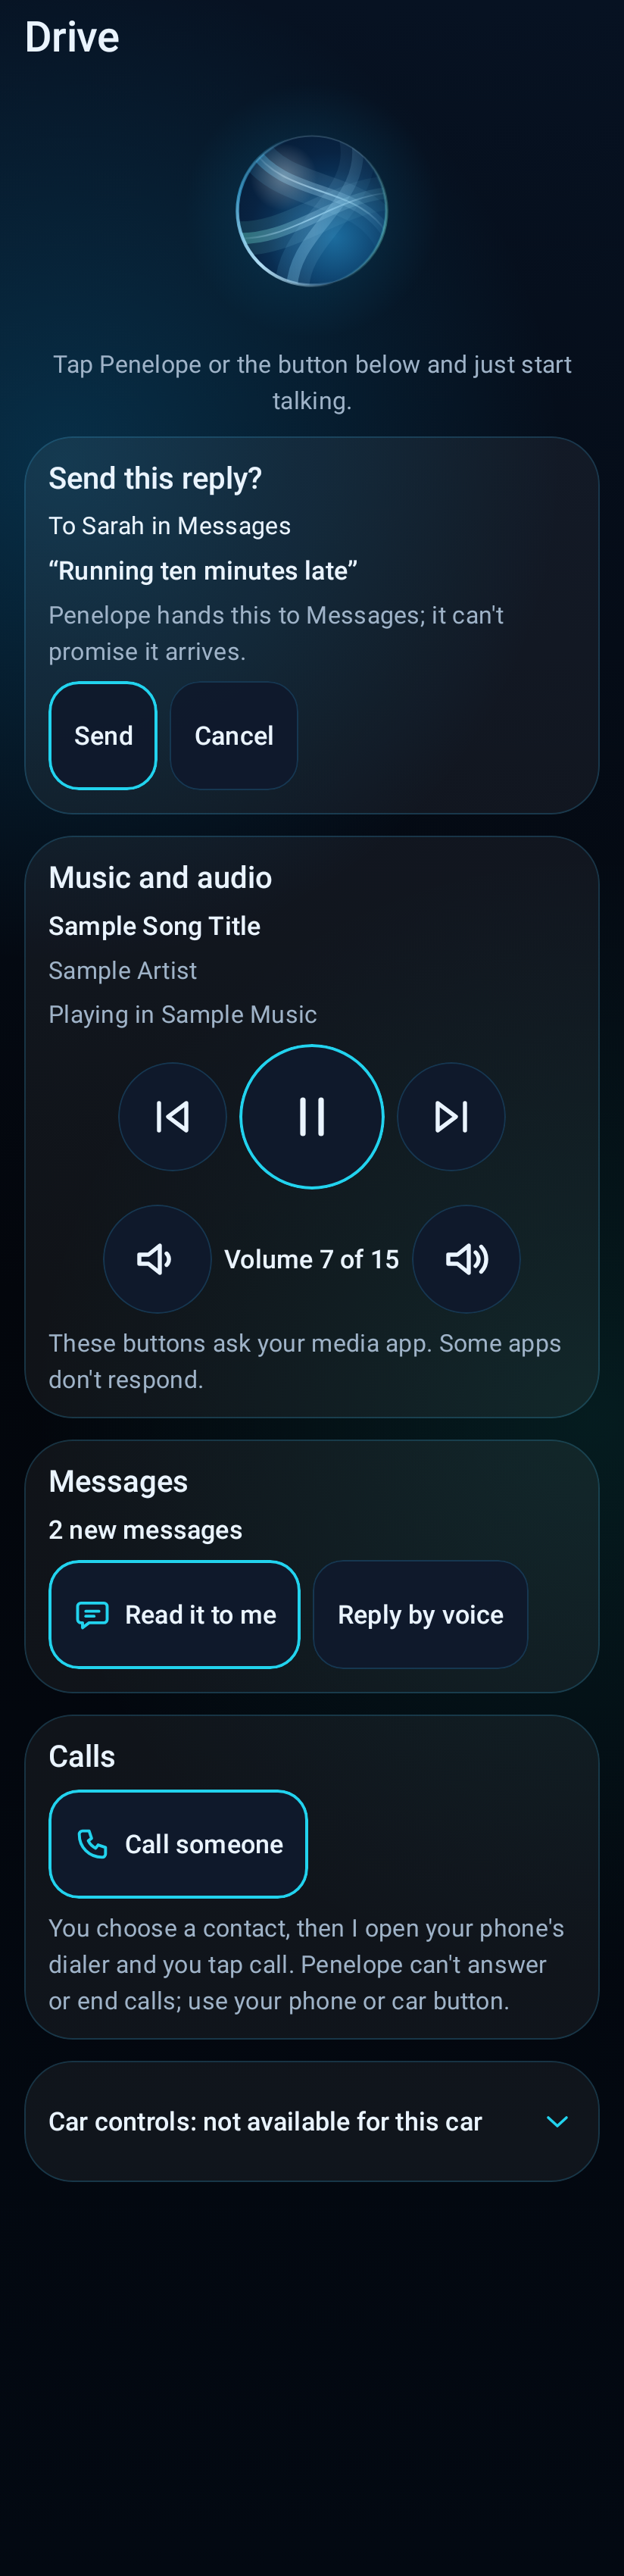 Drive
Tap Penelope or the button below and just start
talking.
Send this reply?
To Sarah in Messages
“Running ten minutes late”
Penelope hands this to Messages; it can't
promise it arrives.
Send
Cancel
Music and audio
Sample Song Title
Sample Artist
Playing in Sample Music
Volume 7 of 15
These buttons ask your media app. Some apps
don't respond.
Messages
2 new messages
Read it to me
Reply by voice
Calls
Call someone
You choose a contact, then I open your phone's
dialer and you tap call. Penelope can't answer
or end calls; use your phone or car button.
Car controls: not available for this car